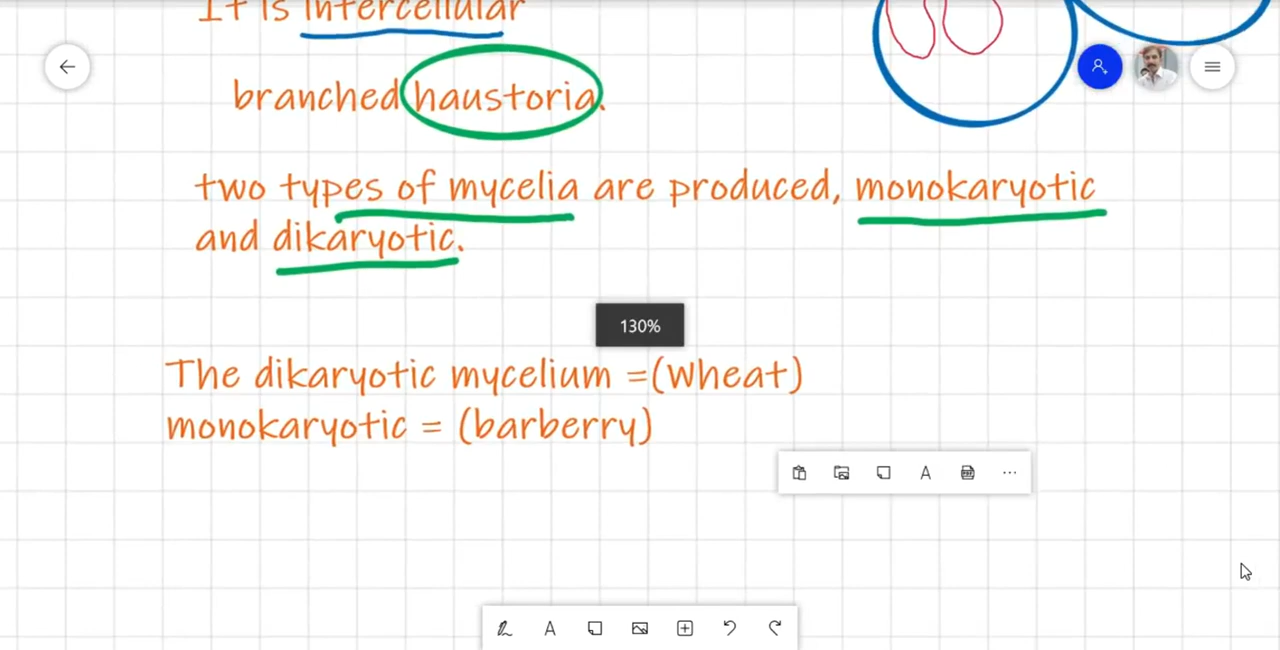 It is intercellular
branched haustoria.
two types of mycelia are produced, monokaryotic
and dikaryotic.
130%
The dikaryotic mycelium =(Wheat)
monokaryotic = (barberry)